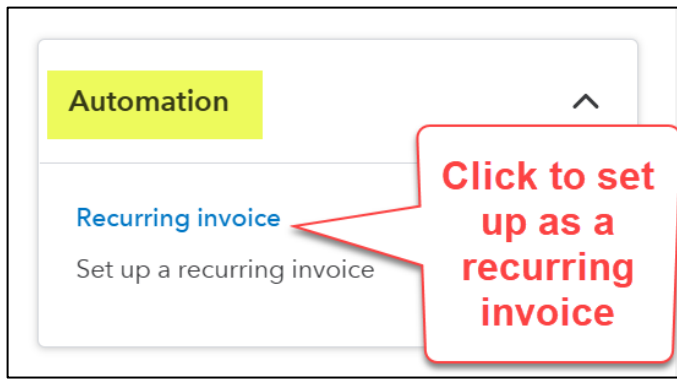 Automation
Recurring invoice
Set up a recurring invoice
Click to set
up as a
recurring
invoice